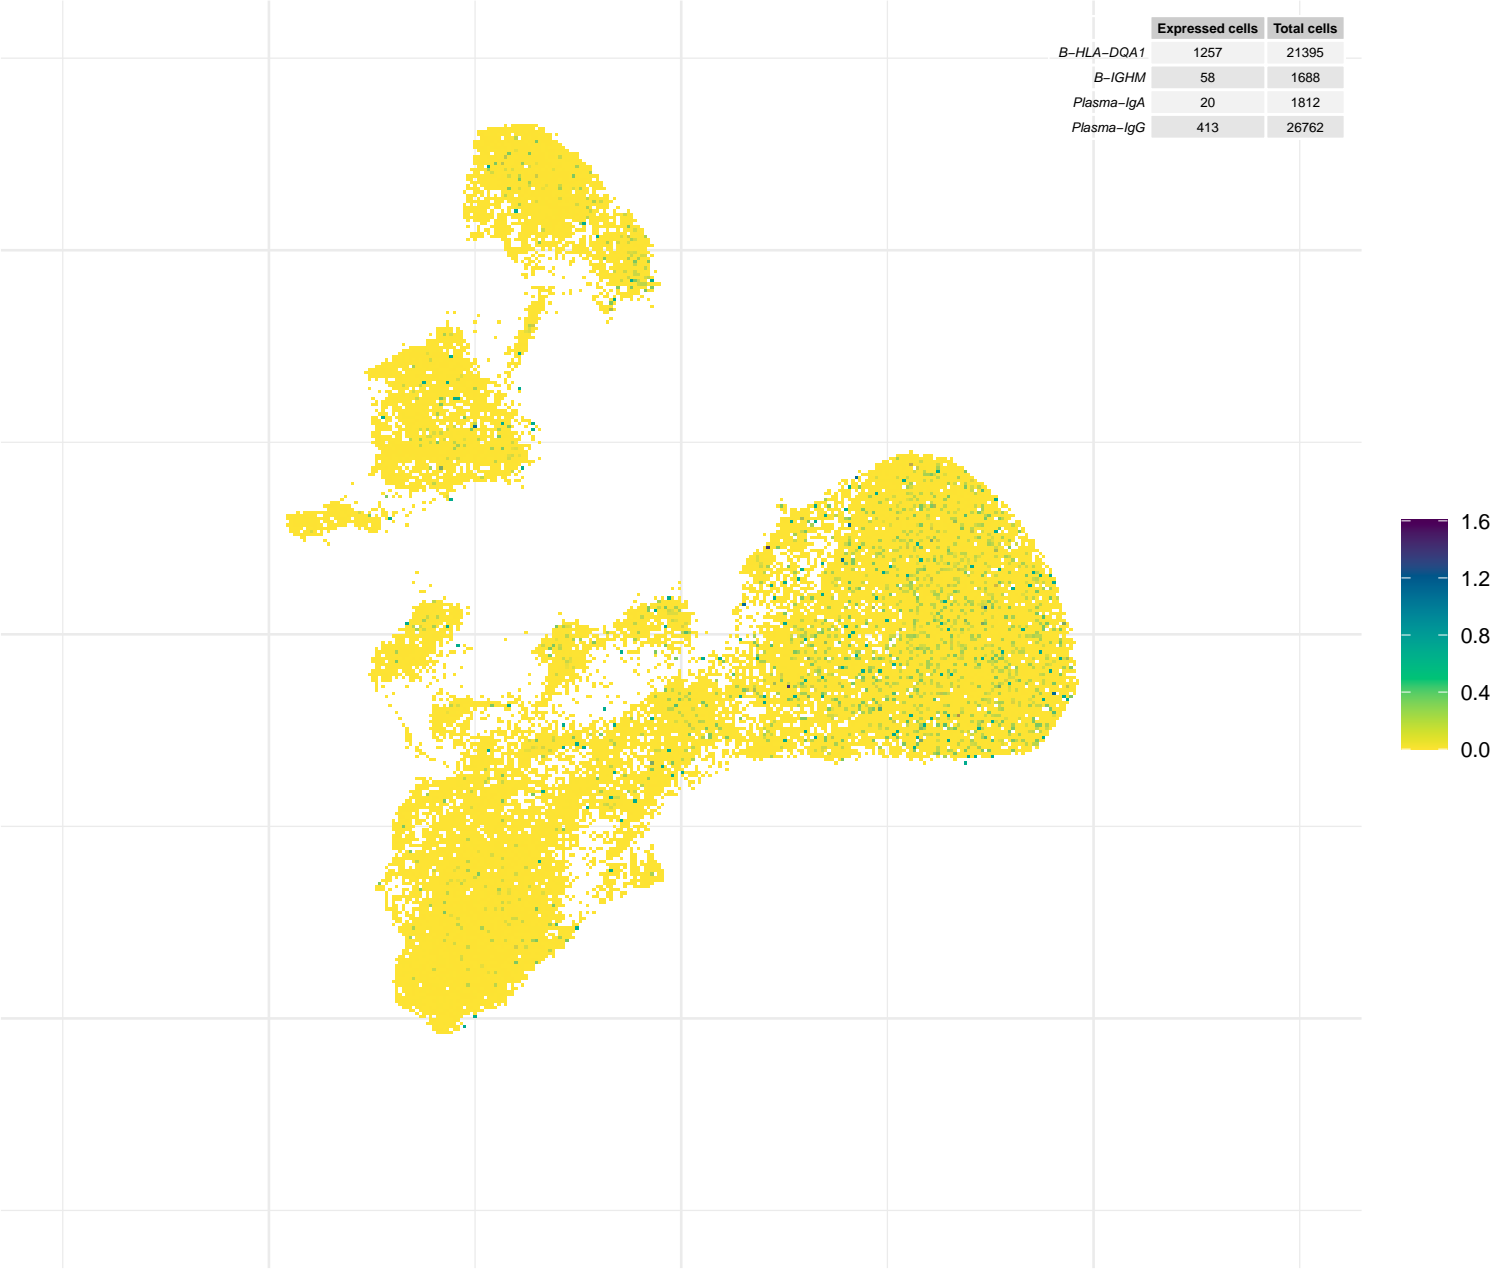 Expressed cells Total cells
B−HLA−DQA1 1257 21395
B−IGHM 58 1688
Plasma−IgA 20 1812
Plasma−IgG 413 26762
1.6
1.2
0.8
0.4
0.0